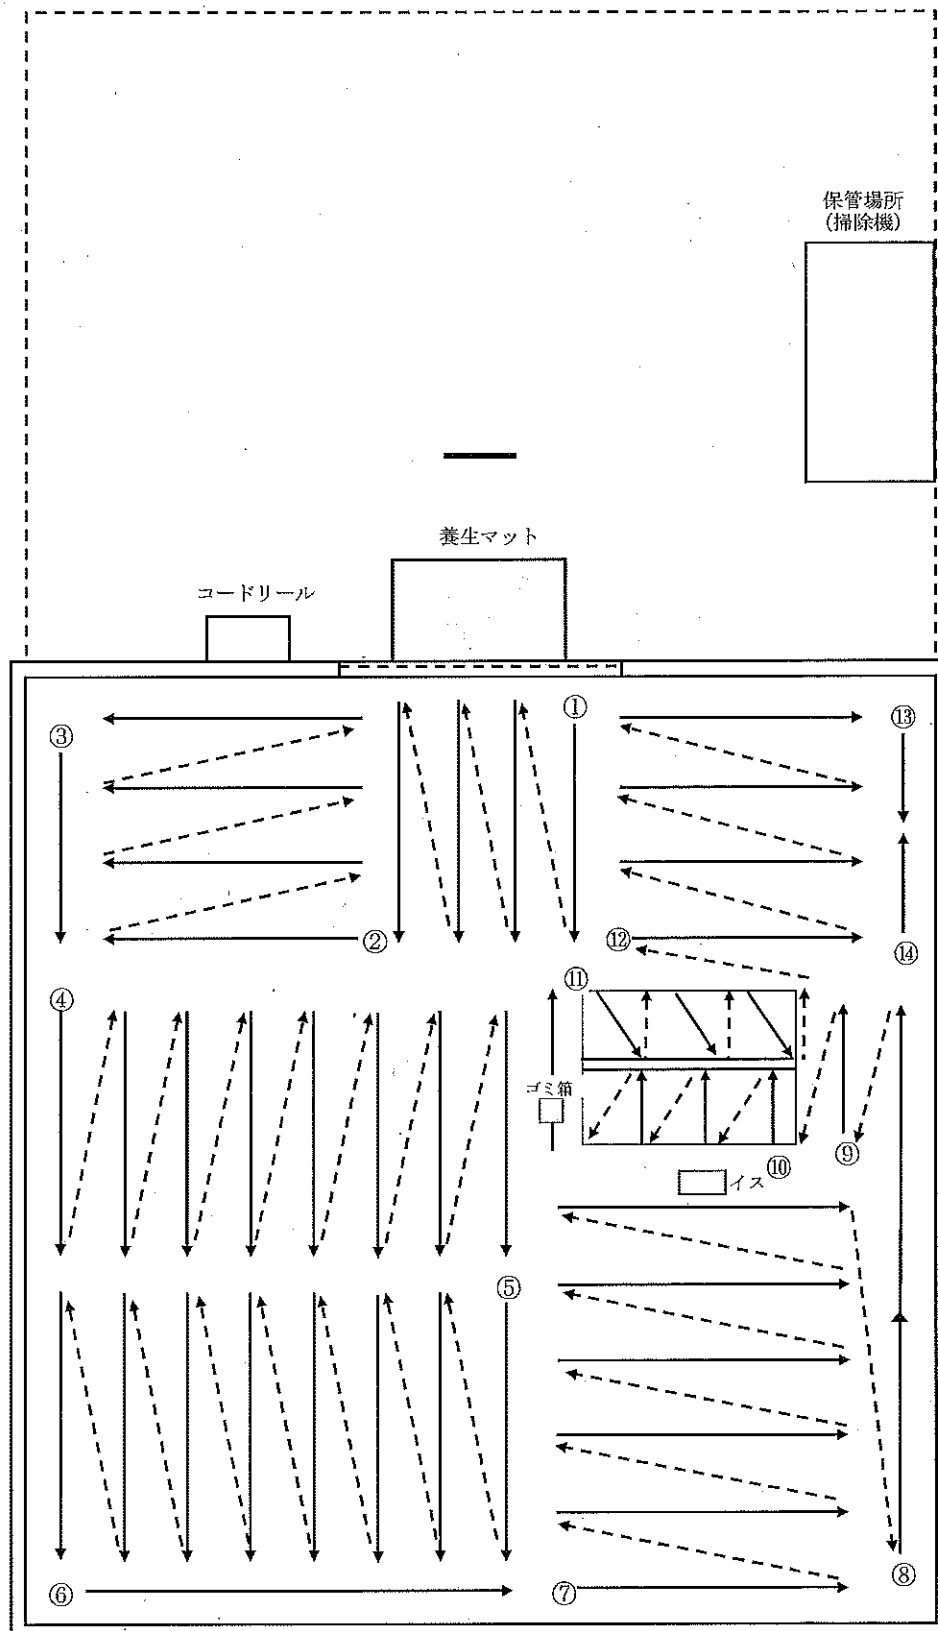 保管場所
(掃除機)
養生マット
コードリール
①
⑬
③
②
⑫
⑭
⑪
④
ゴミ箱
⑨
⑩
イス
⑤
⑧
⑥
⑦